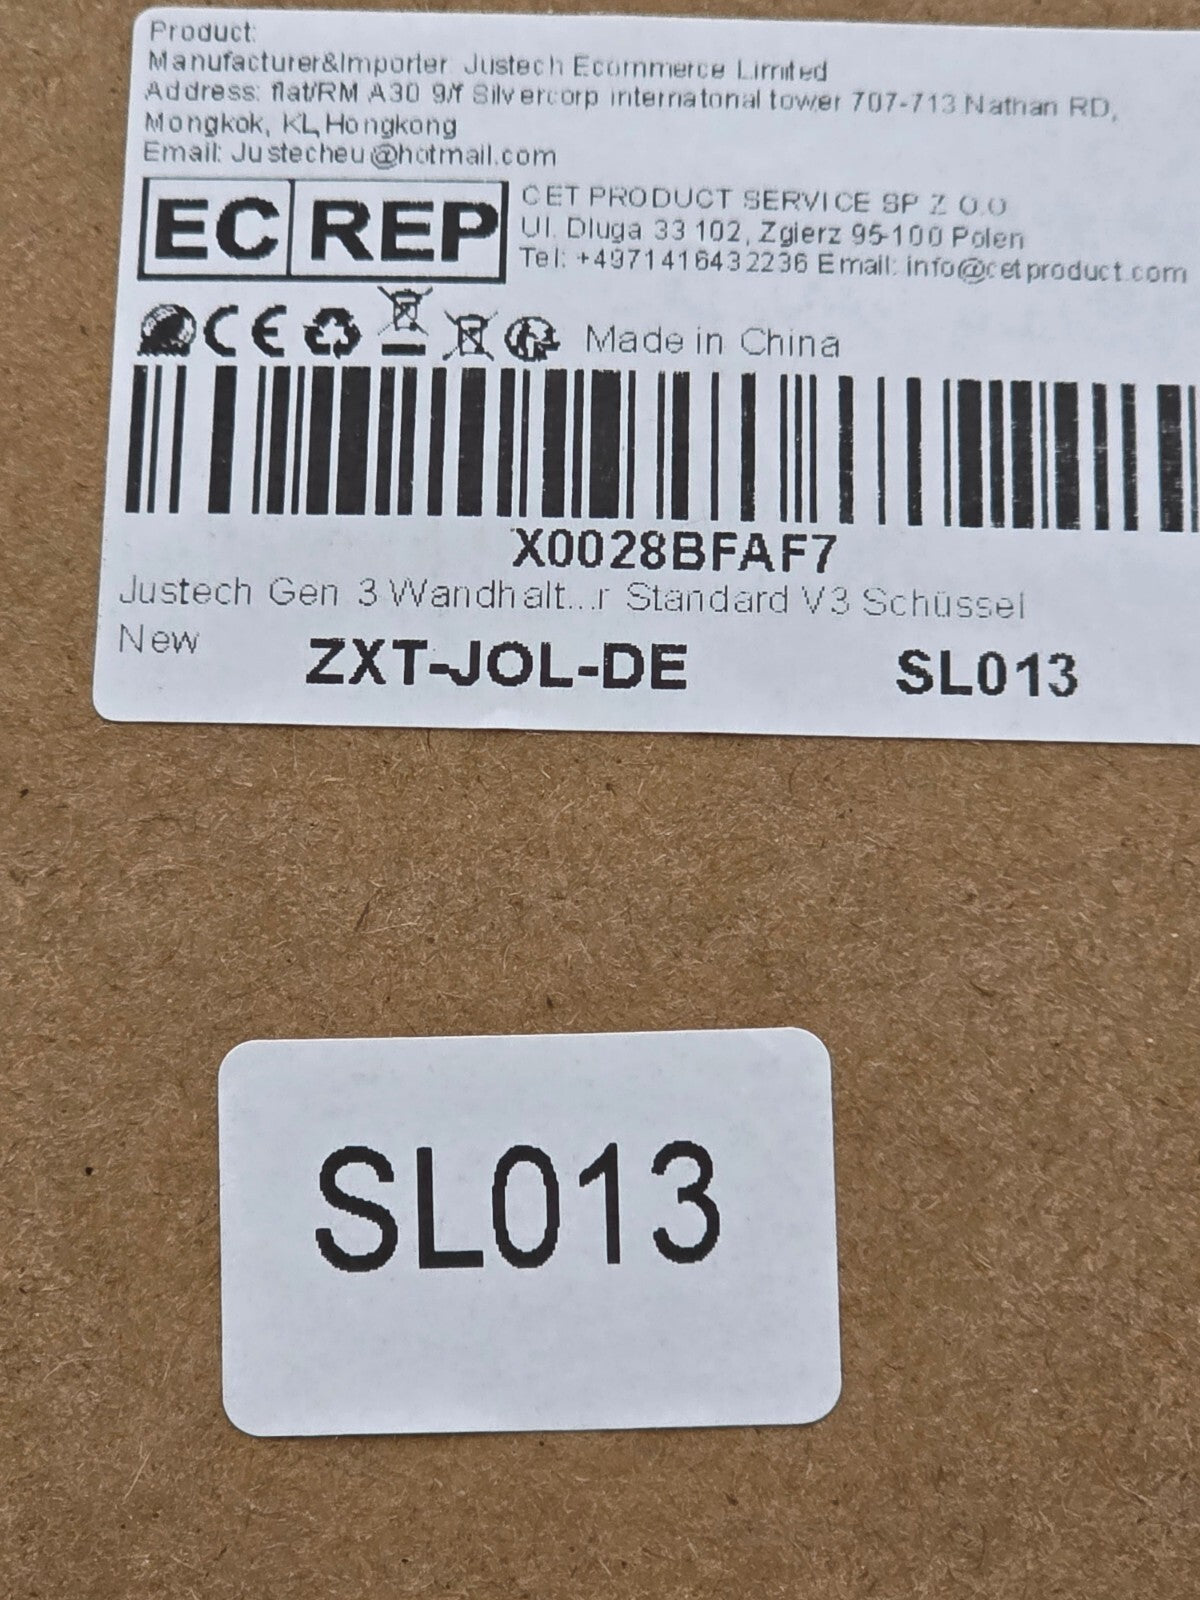 Product:
Manufacturer&Importer: Justech Ecommerce Limited
Address: flat/RM A30 9/f Silvercorp internatonal tower 707-713 Nathan RD,
Mongkok, KL,Hongkong
Email: Justecheu@hotmail.com
EC REP
CET PRODUCT SERVICE SP Z O.O
Ul. Dluga 33 102, Zgierz 95-100 Polen
Tel: +4971416432236 Email: info@cetproduct.com
CE Made in China
X0028BFAF7
Justech Gen 3 Wandhalt...r Standard V3 Schüssel
New
ZXT-JOL-DE SL013
SL013